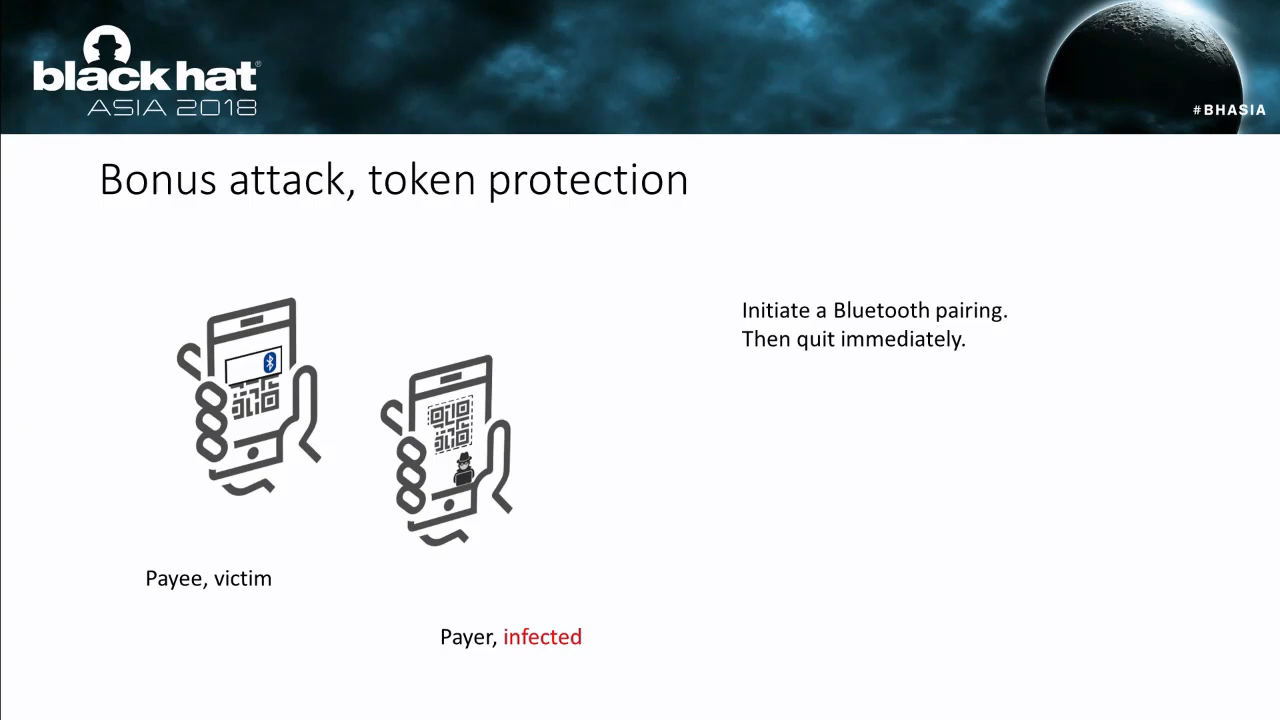 black hat®
ASIA 2018
#BHASIA
Bonus attack, token protection
Initiate a Bluetooth pairing.
Then quit immediately.
Payee, victim
Payer, infected